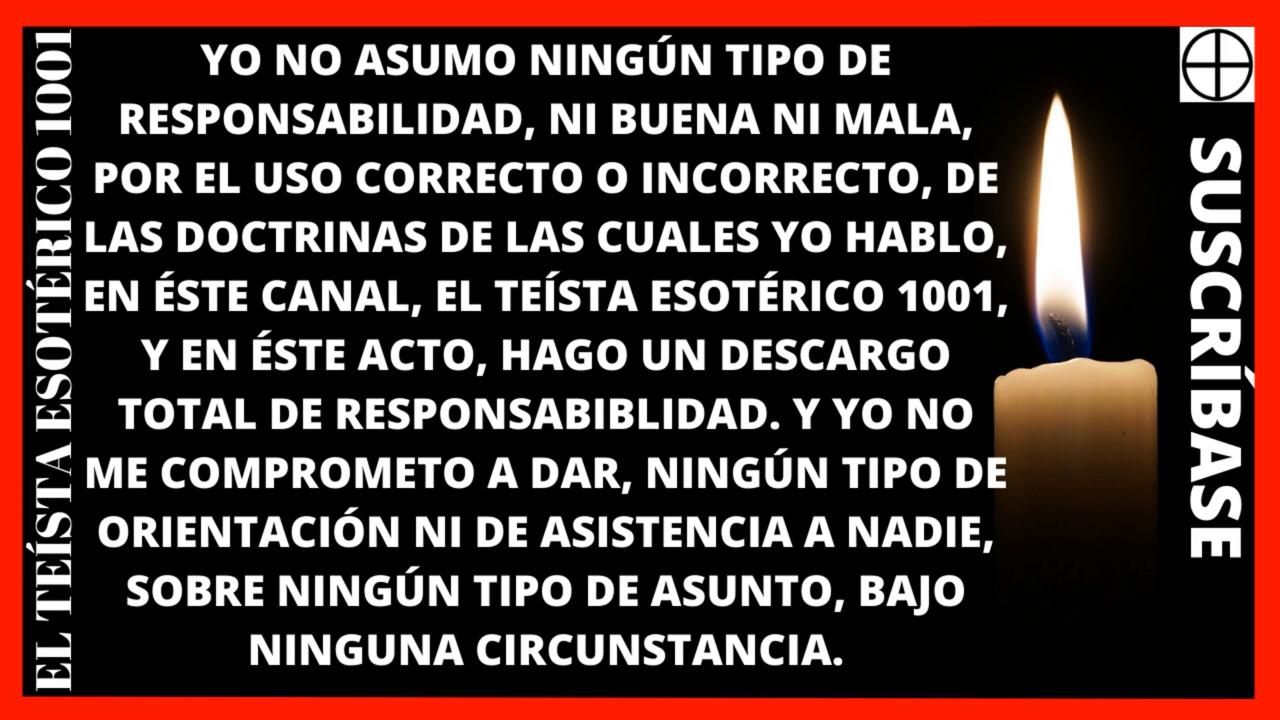 EL TEÍSTA ESOTÉRICO 1001
YO NO ASUMO NINGÚN TIPO DE
RESPONSABILIDAD, NI BUENA NI MALA,
POR EL USO CORRECTO O INCORRECTO, DE
LAS DOCTRINAS DE LAS CUALES YO HABLO,
EN ÉSTE CANAL, EL TEÍSTA ESOTÉRICO 1001,
Y EN ÉSTE ACTO, HAGO UN DESCARGO
TOTAL DE RESPONSABIBLIDAD. Y YO NO
ME COMPROMETO A DAR, NINGÚN TIPO DE
ORIENTACIÓN NI DE ASISTENCIA A NADIE,
SOBRE NINGÚN TIPO DE ASUNTO, BAJO
NINGUNA CIRCUNSTANCIA.
SUSCRÍBASE